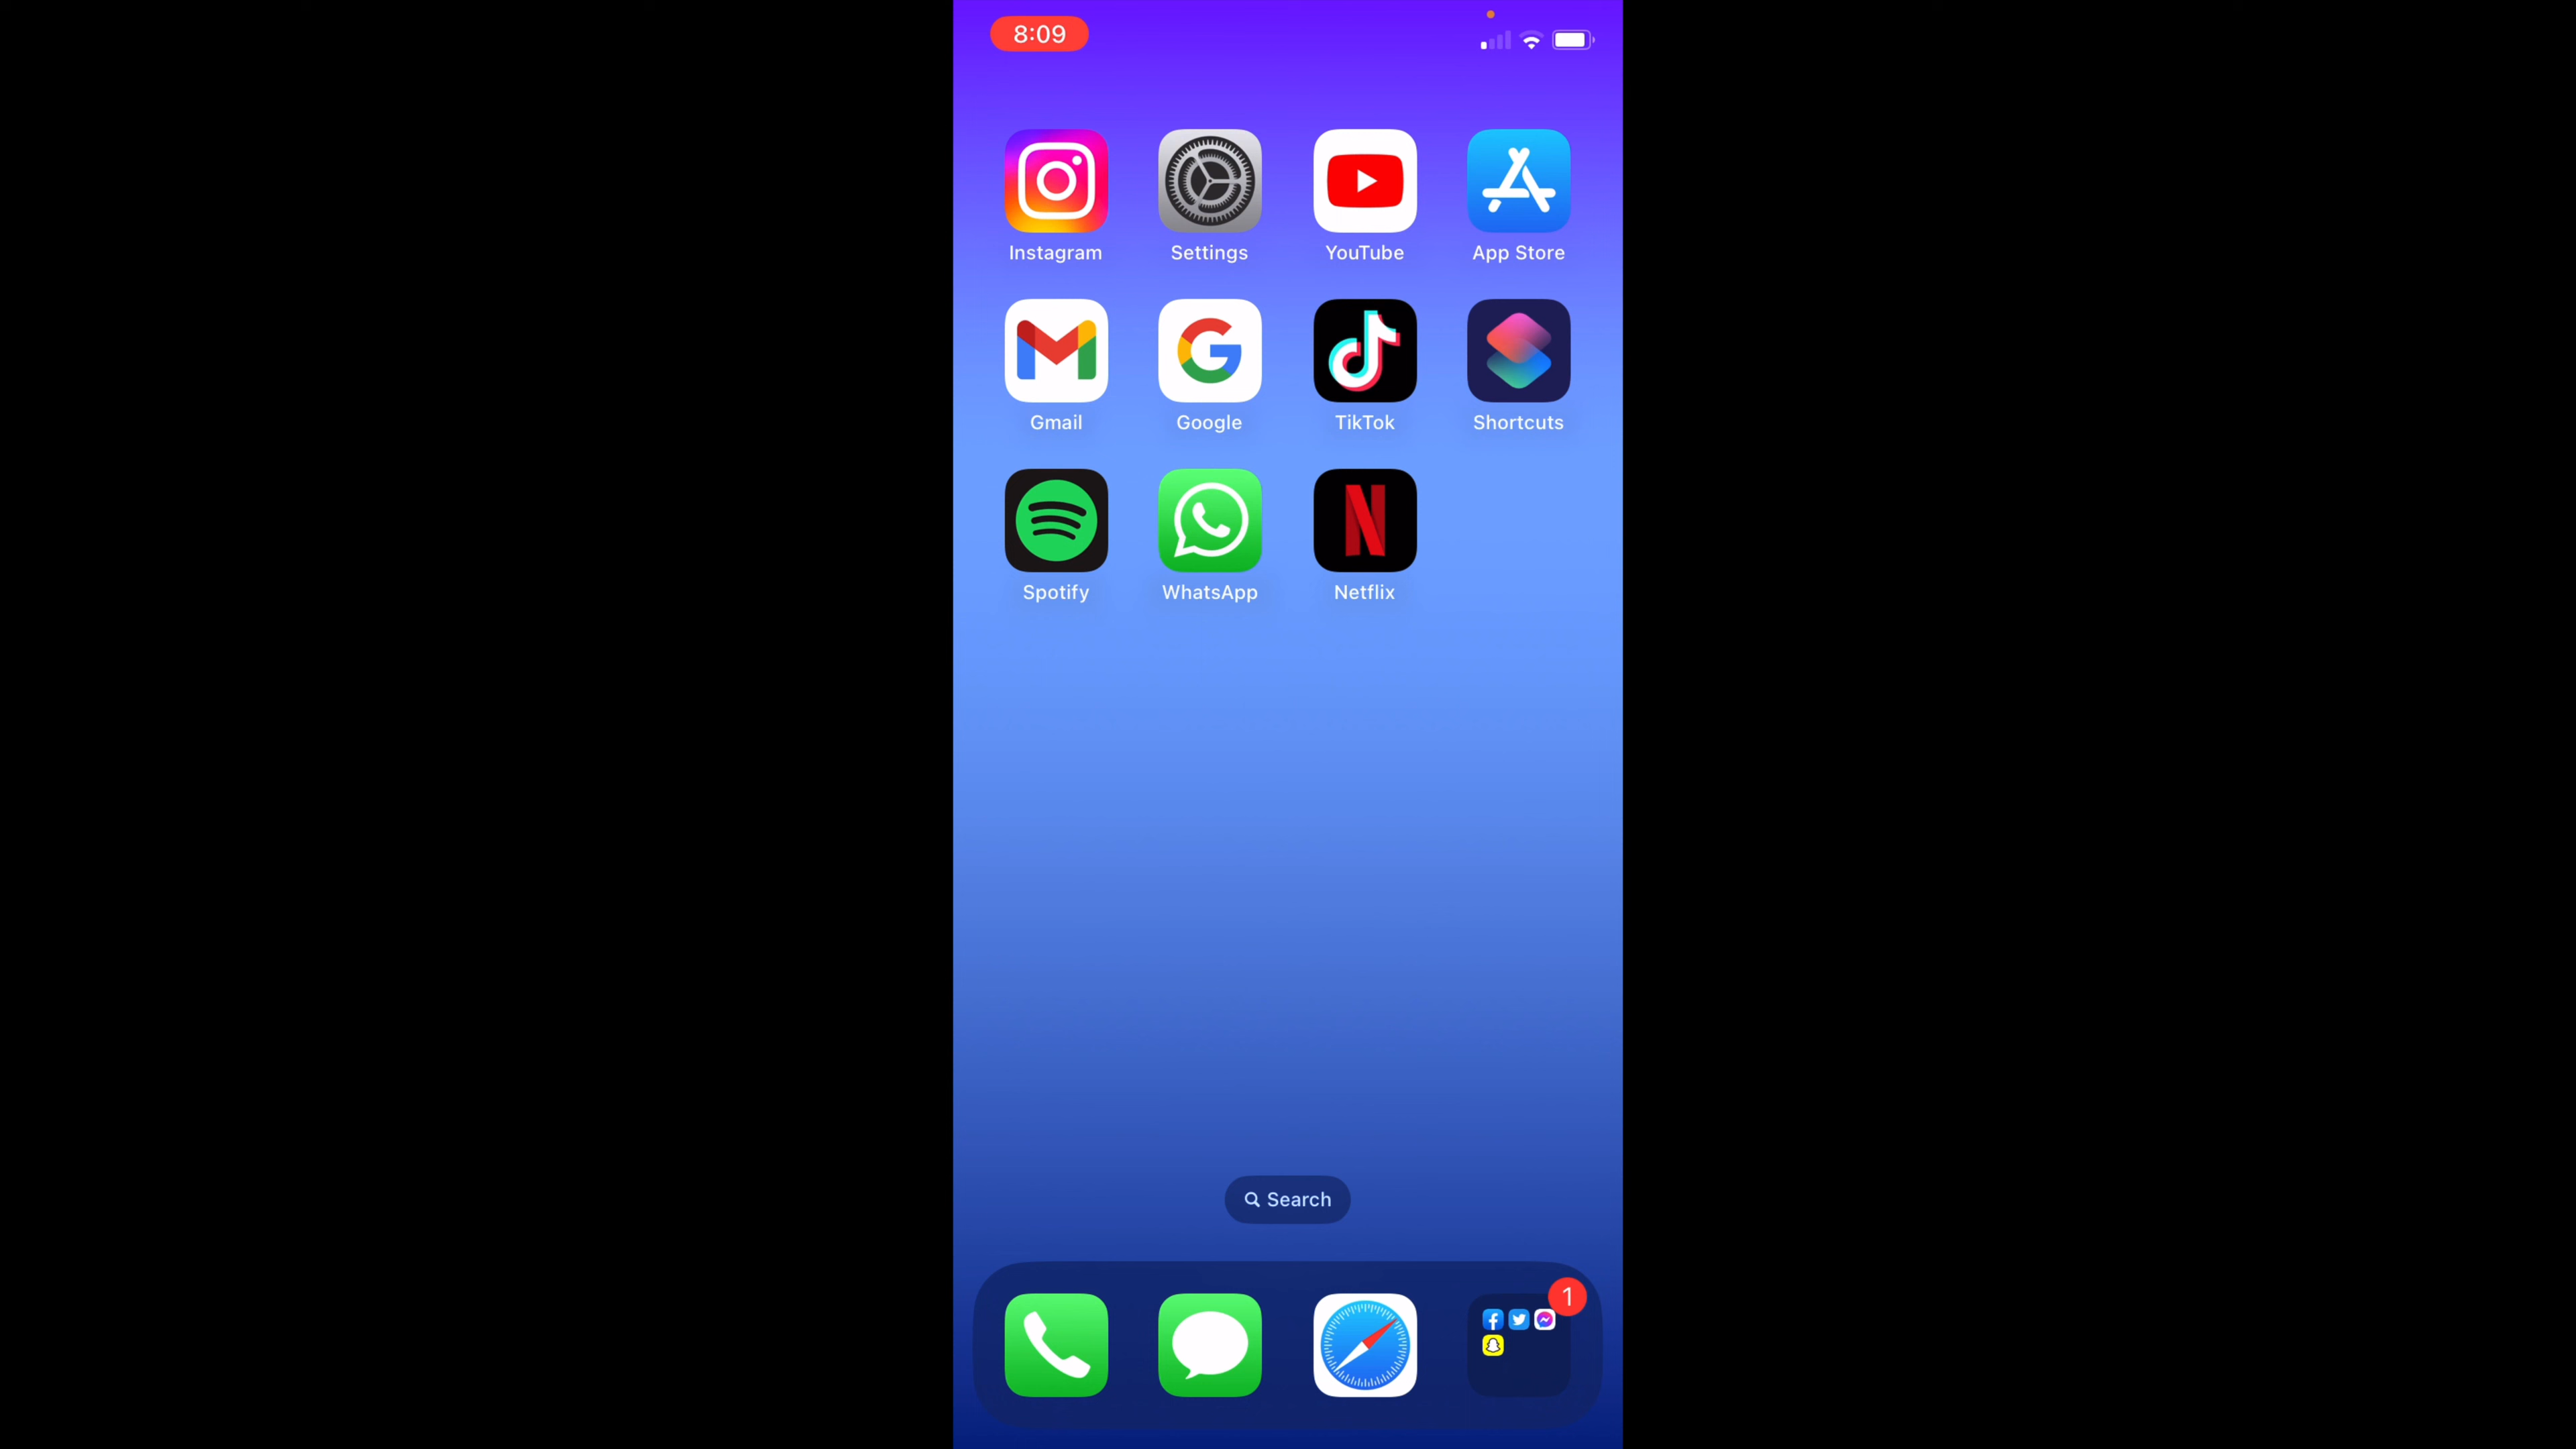 8:09
Instagram Settings YouTube App Store
Gmail Google TikTok Shortcuts
Spotify WhatsApp Netflix
Search
1